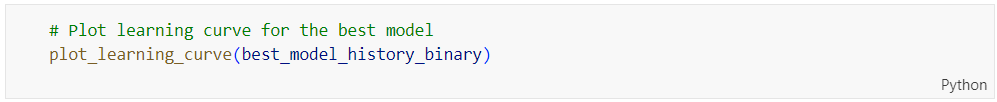 # Plot learning curve for the best model
plot_learning_curve(best_model_history_binary)
Python